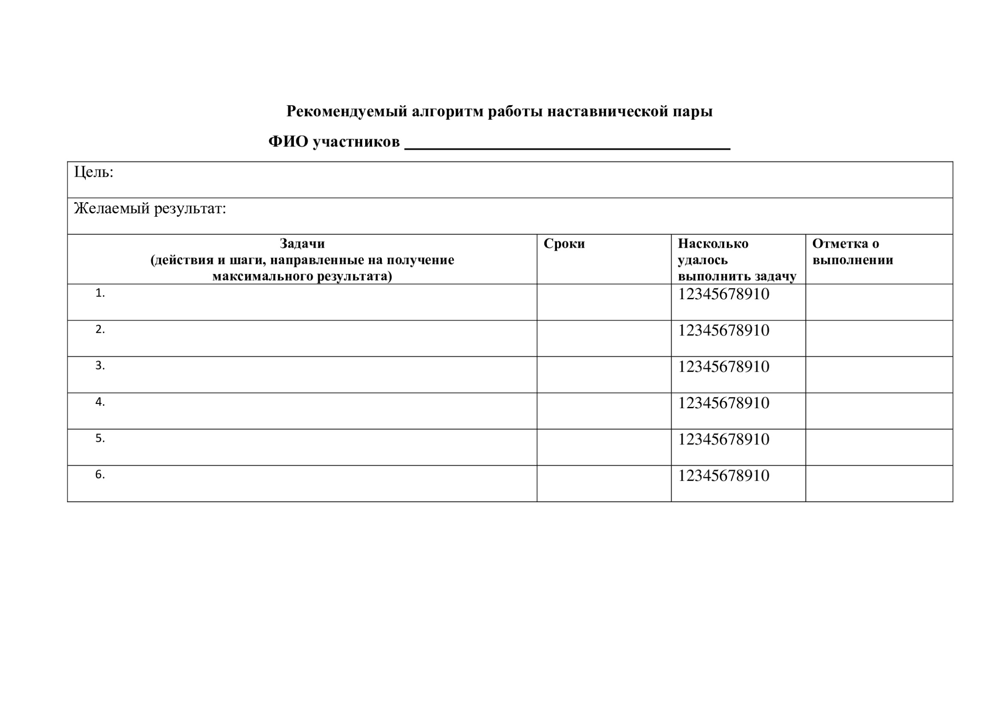 Рекомендуемый алгоритм работы наставнической пары
ФИО участников
Цель:
Желаемый результат:
Задачи
(действия и шаги, направленные на получение
максимального результата)
Сроки
Насколько
удалось
выполнить задачу
Отметка о
выполнении
1.
12345678910
2.
12345678910
3.
12345678910
4.
12345678910
5.
12345678910
6.
12345678910